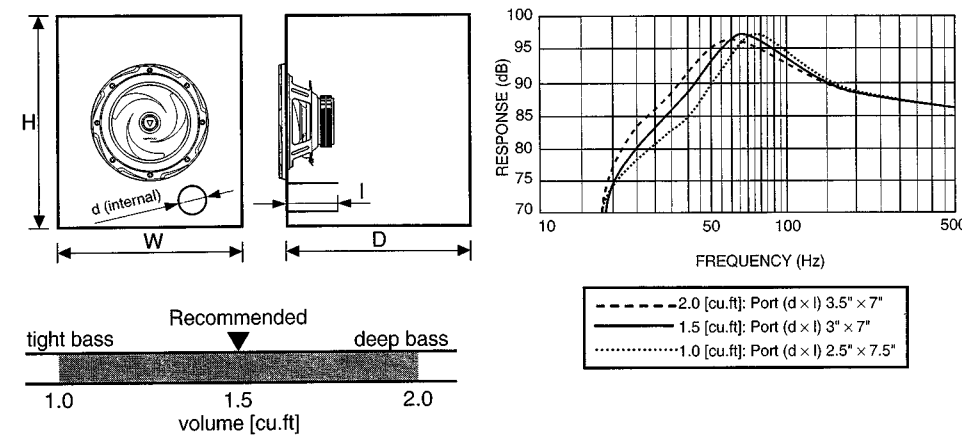 H
d (internal)
W
l
D
100
95
90
85
80
75
70
RESPONSE (dB)
10
50
100
500
FREQUENCY (Hz)
2.0 [cu.ft]: Port (d × l) 3.5" × 7"
1.5 [cu.ft]: Port (d × l) 3" × 7"
1.0 [cu.ft]: Port (d × l) 2.5" × 7.5"
Recommended
tight bass
deep bass
1.0
1.5
2.0
volume [cu.ft]